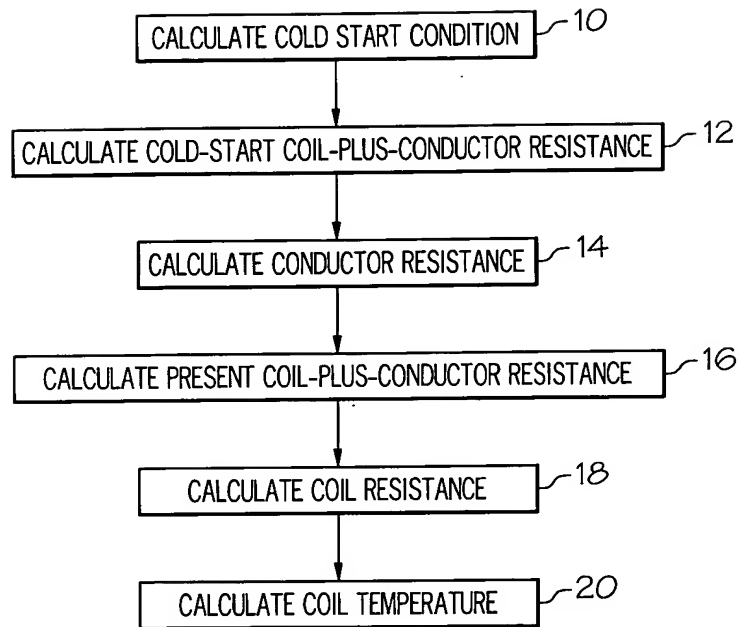 CALCULATE COLD START CONDITION 10
CALCULATE COLD-START COIL-PLUS-CONDUCTOR RESISTANCE 12
CALCULATE CONDUCTOR RESISTANCE 14
CALCULATE PRESENT COIL-PLUS-CONDUCTOR RESISTANCE 16
CALCULATE COIL RESISTANCE 18
CALCULATE COIL TEMPERATURE 20